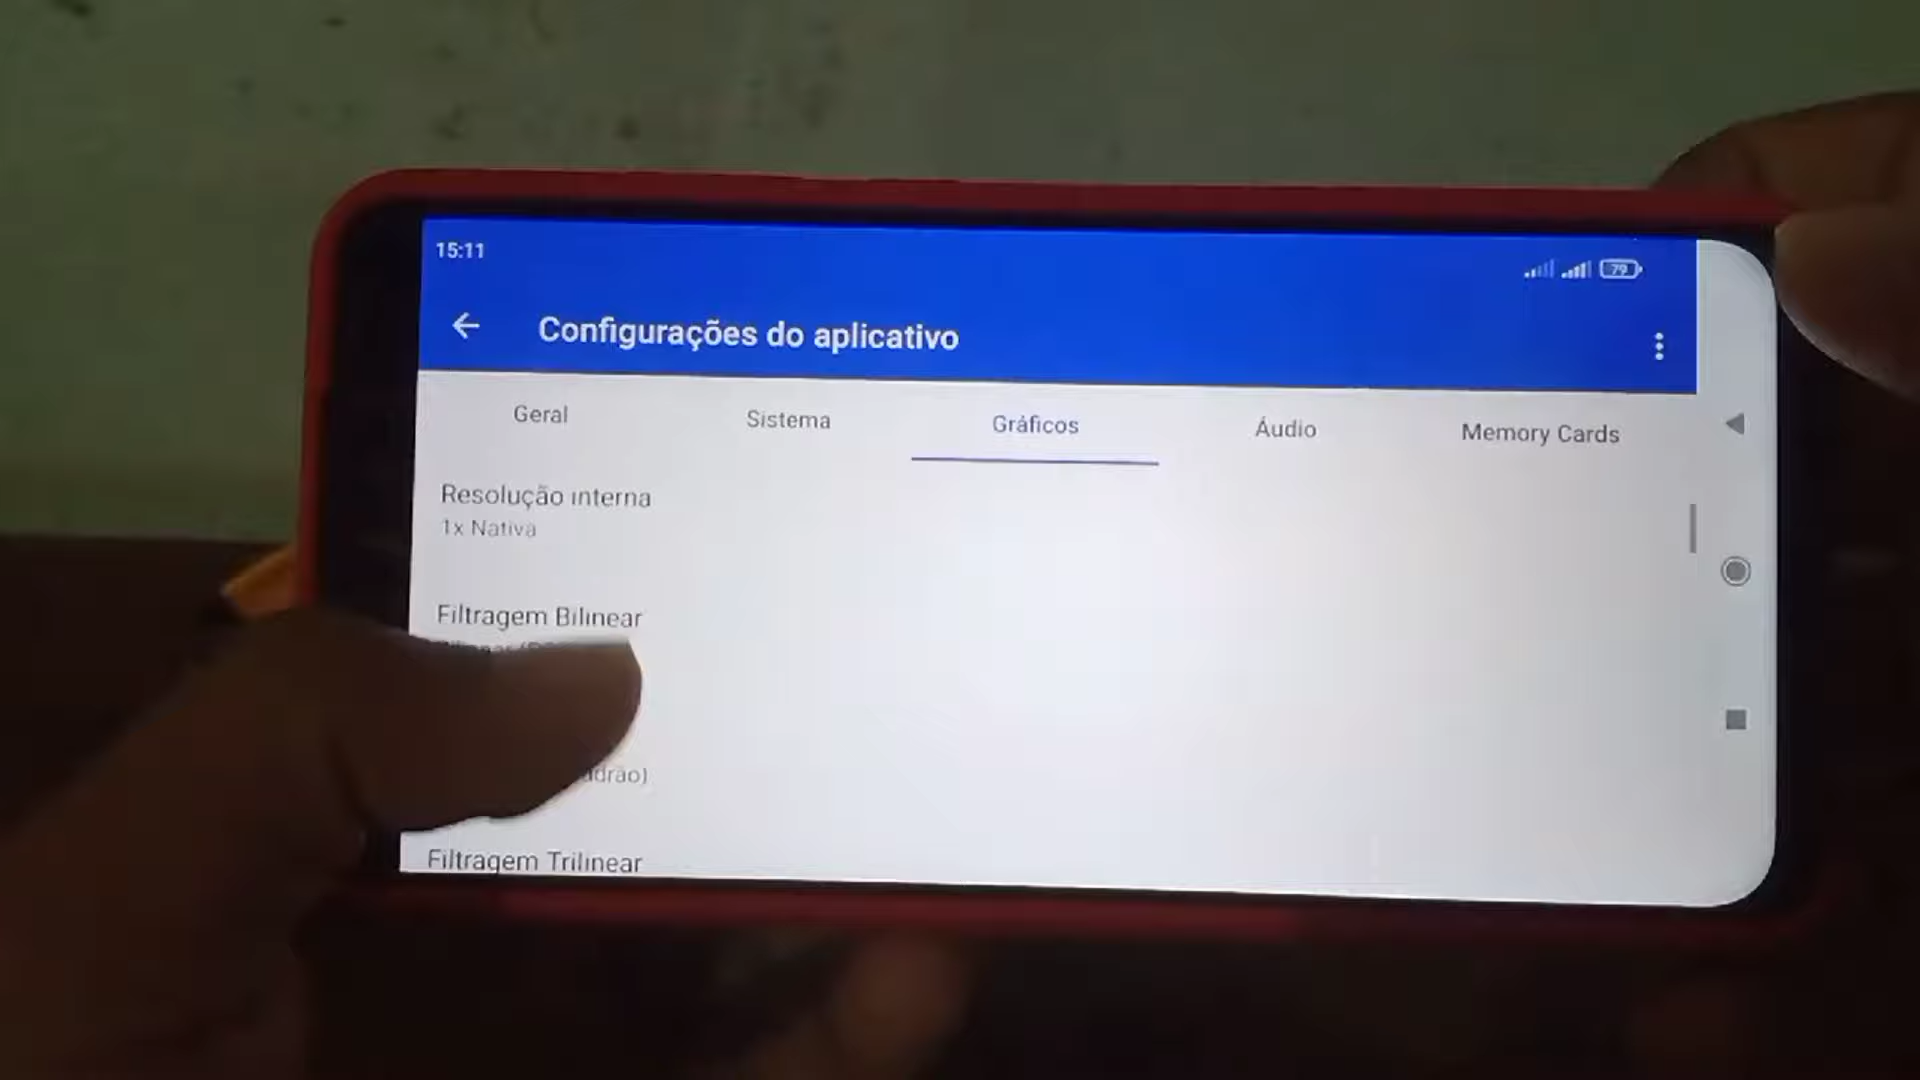 15:11
79
Configurações do aplicativo
Geral
Sistema
Gráficos
Áudio
Memory Cards
Resolução interna
1x Nativa
Filtragem Bilinear
Filtragem Trilinear